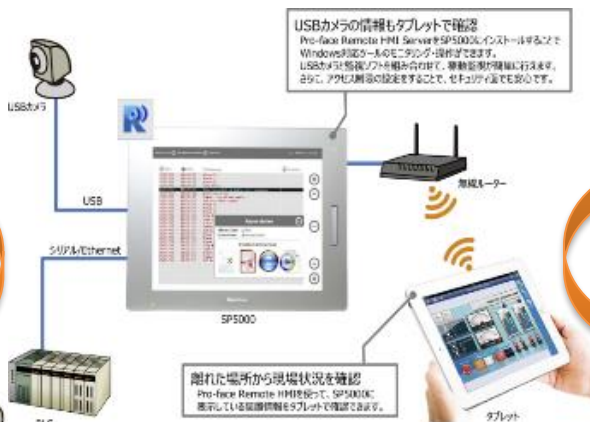 USBカメラの情報もタブレットで確認
Pro-face Remote HMI ServerをSP5000にインストールすることで
Windows対応ツールのモニタリング・操作ができます。
USBカメラと監視ソフトを組み合わせて、稼動監視が簡単に行えます。
さらに、アクセス制限の設定をすることで、セキュリティ面でも安心です。
USBカメラ
R
無線ルーター
USB
シリアル/Ethernet
SP5000
離れた場所から現場状況を確認
Pro-face Remote HMIを使って、SP5000に
表示している設備情報をタブレットで確認できます。
タブレット
PLC